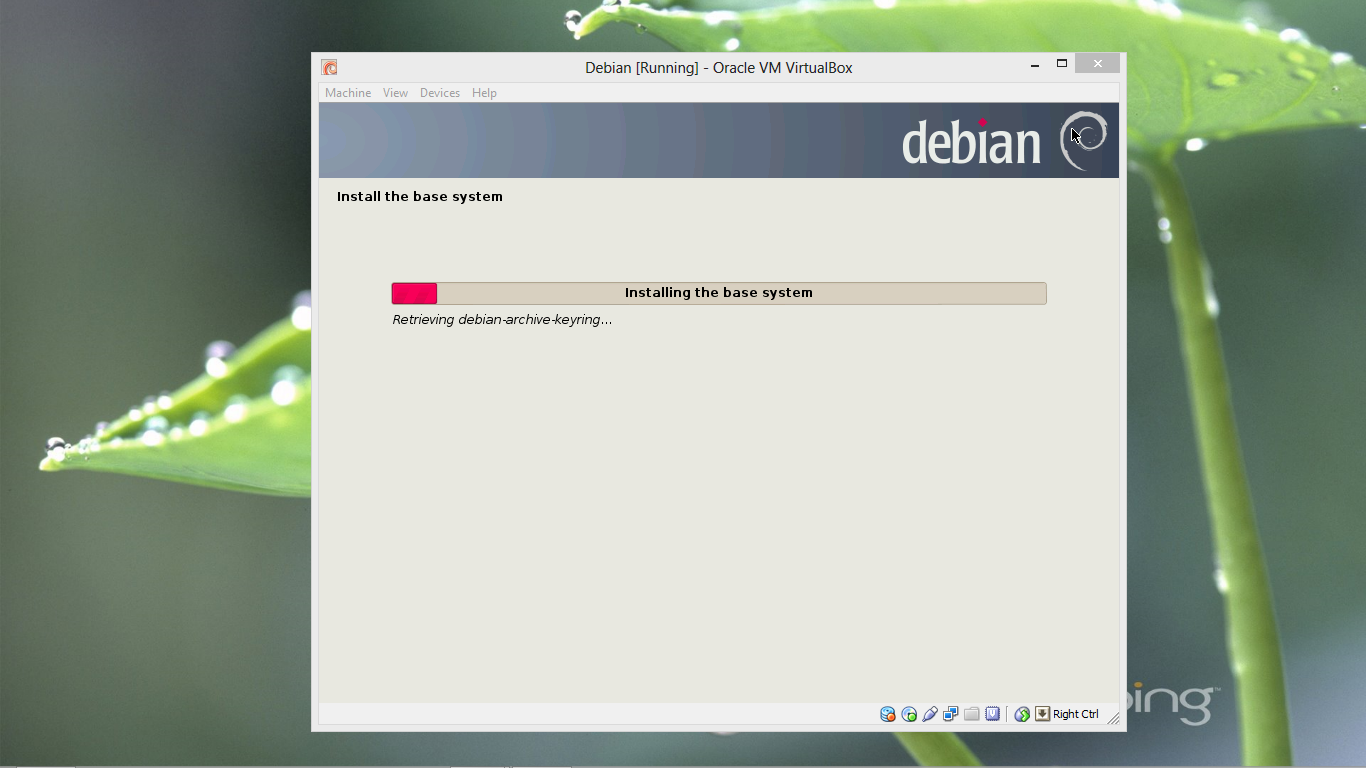 Debian [Running] - Oracle VM VirtualBox
Machine View Devices Help
debian
Install the base system
Installing the base system
Retrieving debian-archive-keyring...
Right Ctrl